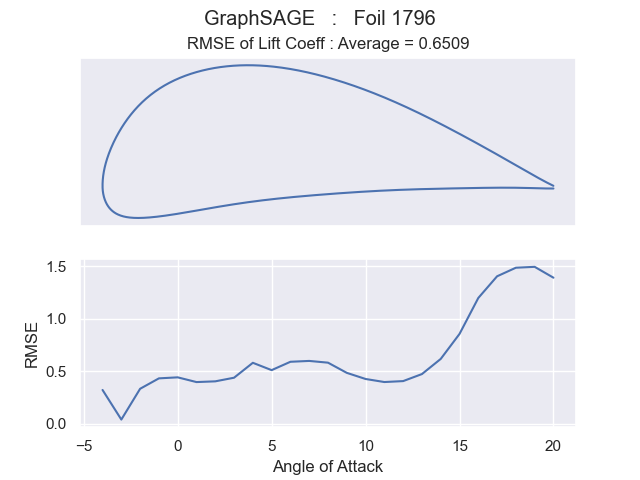 GraphSAGE   :   Foil 1796
RMSE of Lift Coeff : Average = 0.6509
1.5
1.0
0.5
0.0
RMSE
−5 0 5 10 15 20
Angle of Attack